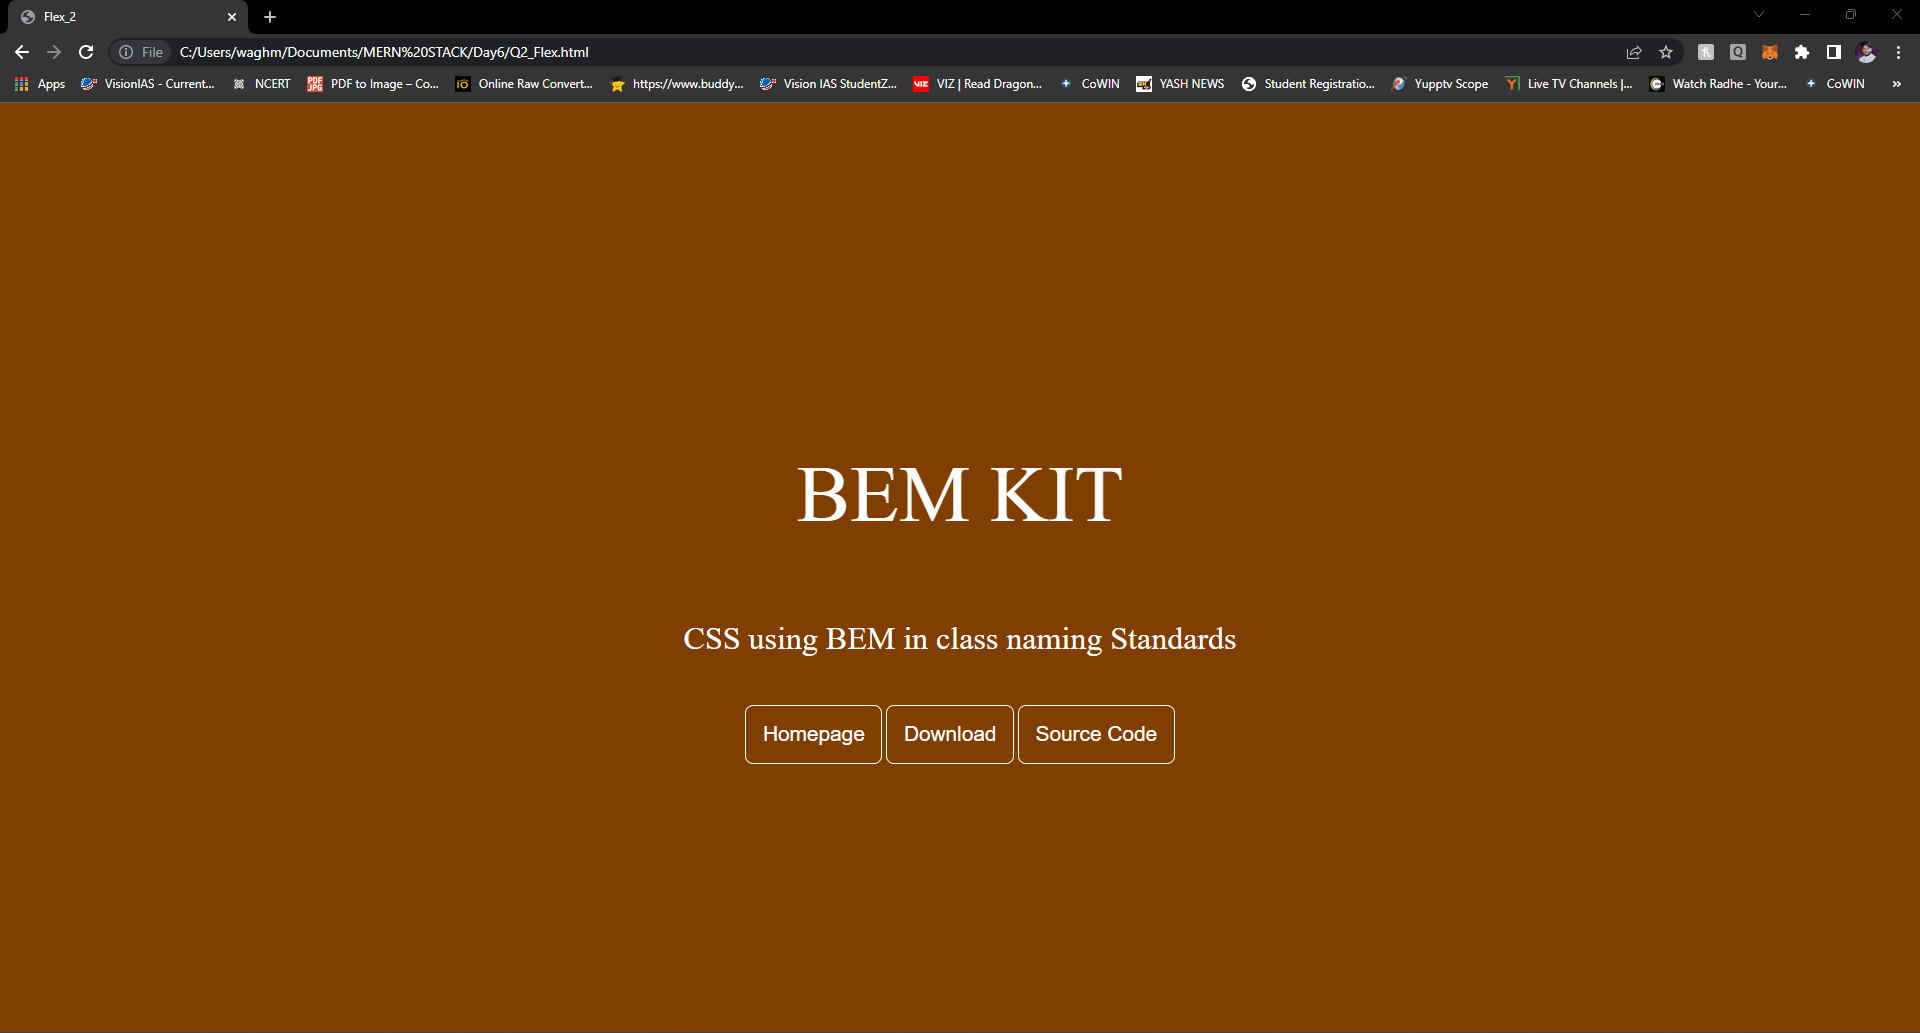 Flex_2
File C:/Users/waghm/Documents/MERN%20STACK/Day6/Q2_Flex.html
Apps VisionIAS - Current... NCERT PDF to Image – Co... Online Raw Convert... https://www.buddy... Vision IAS StudentZ... VIZ | Read Dragon... CoWIN YASH NEWS Student Registratio... Yupptv Scope Live TV Channels |... Watch Radhe - Your... CoWIN »
BEM KIT
CSS using BEM in class naming Standards
Homepage Download Source Code